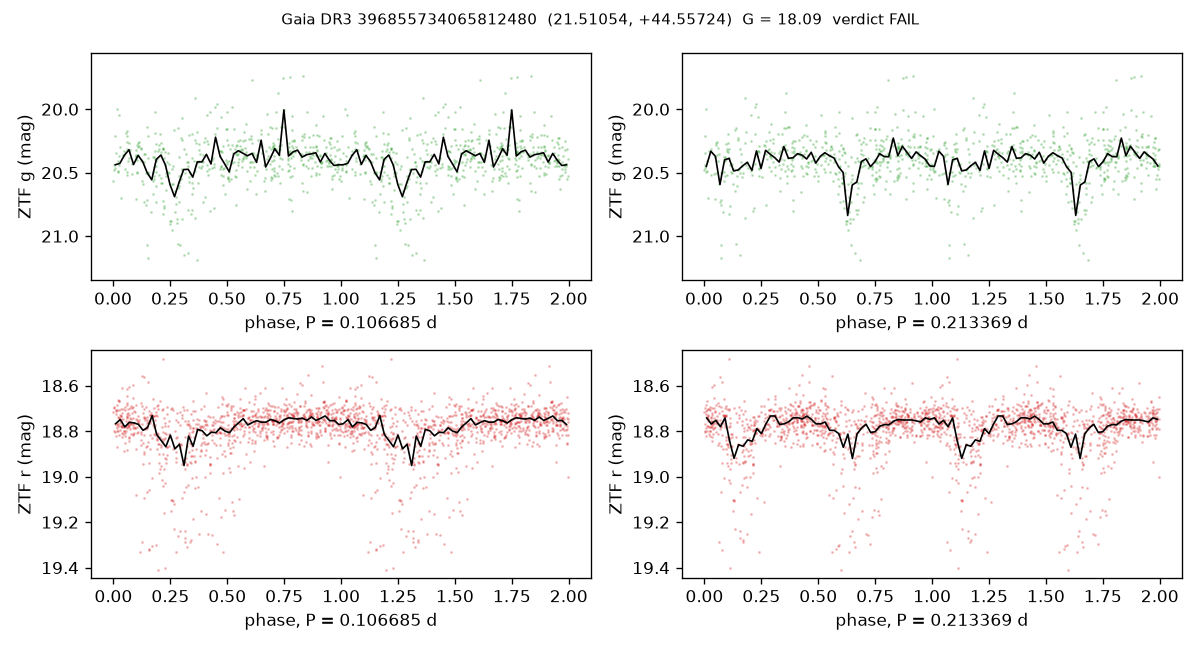 Gaia DR3 396855734065812480 (21.51054, +44.55724) G = 18.09 verdict FAIL
ZTF g (mag)
20.0
20.5
21.0
0.00 0.25 0.50 0.75 1.00 1.25 1.50 1.75 2.00
phase, P = 0.106685 d
ZTF g (mag)
20.0
20.5
21.0
0.00 0.25 0.50 0.75 1.00 1.25 1.50 1.75 2.00
phase, P = 0.213369 d
ZTF r (mag)
18.6
18.8
19.0
19.2
19.4
0.00 0.25 0.50 0.75 1.00 1.25 1.50 1.75 2.00
phase, P = 0.106685 d
ZTF r (mag)
18.6
18.8
19.0
19.2
19.4
0.00 0.25 0.50 0.75 1.00 1.25 1.50 1.75 2.00
phase, P = 0.213369 d